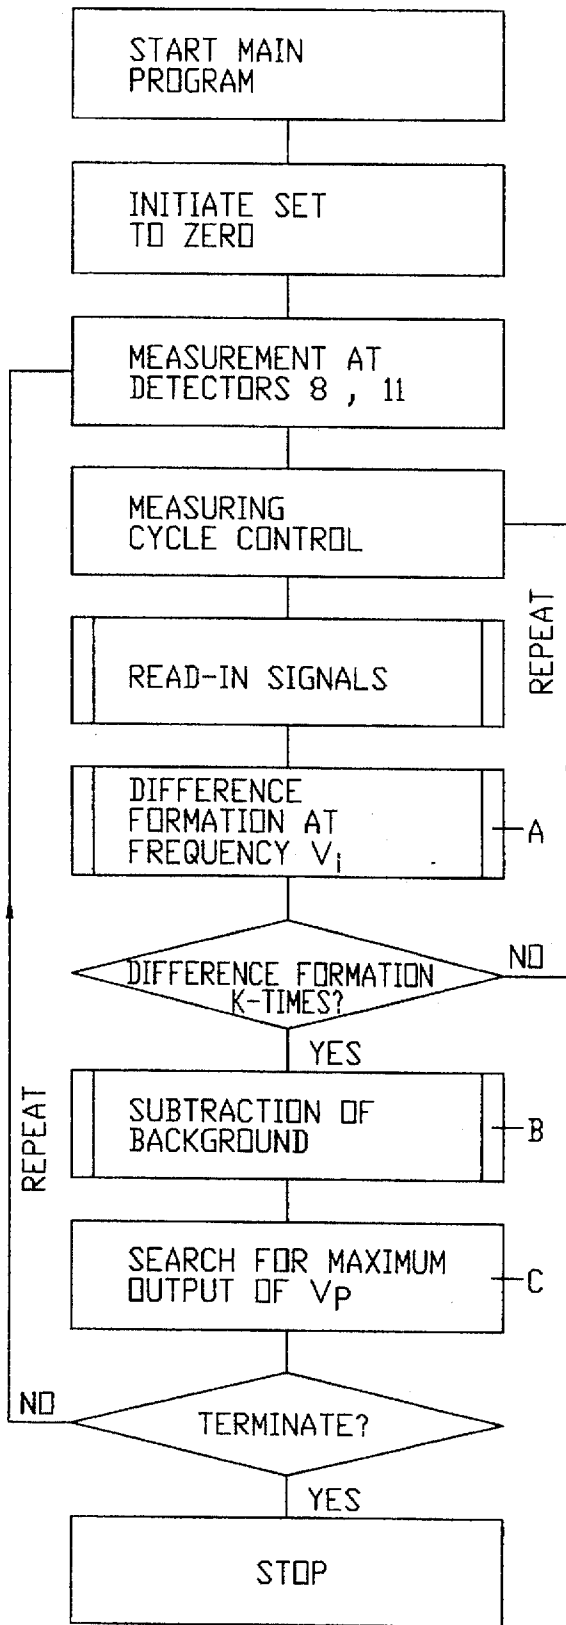 START MAIN
PROGRAM
INITIATE SET
TO ZERO
MEASUREMENT AT
DETECTORS 8 , 11
MEASURING
CYCLE CONTROL
REPEAT
READ-IN SIGNALS
DIFFERENCE
FORMATION AT
FREQUENCY Vi
A
DIFFERENCE FORMATION
K-TIMES?
NO
YES
REPEAT
SUBTRACTION OF
BACKGROUND
B
SEARCH FOR MAXIMUM
OUTPUT OF VP
C
NO
TERMINATE?
YES
STOP